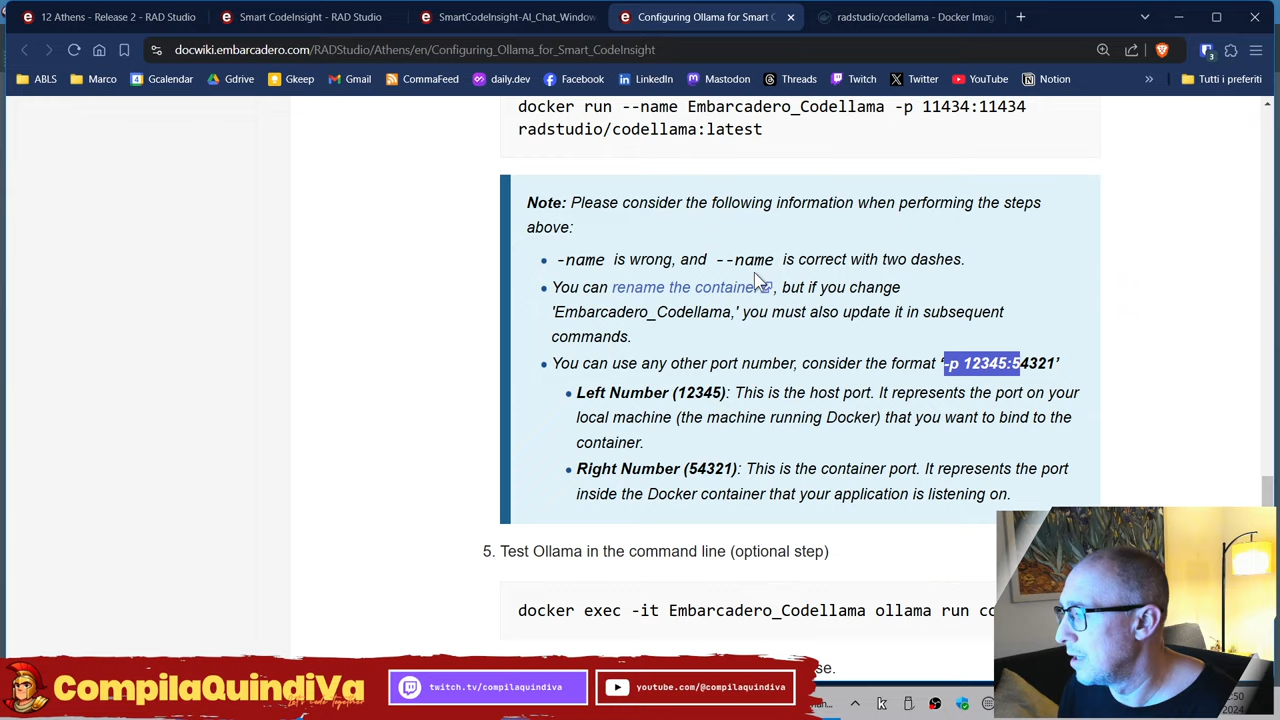 12 Athens - Release 2 - RAD Studio
Smart CodeInsight - RAD Studio
SmartCodeInsight-AI_Chat_Window
Configuring Ollama for Smart C
radstudio/codellama - Docker Imag
docwiki.embarcadero.com/RADStudio/Athens/en/Configuring_Ollama_for_Smart_CodeInsight
ABLS
Marco
Gcalendar
Gdrive
Gkeep
Gmail
CommaFeed
daily.dev
Facebook
LinkedIn
Mastodon
Threads
Twitch
Twitter
YouTube
Notion
»
Tutti i preferiti
docker run --name Embarcadero_Codellama -p 11434:11434
radstudio/codellama:latest
Note: Please consider the following information when performing the steps
above:
• -name is wrong, and --name is correct with two dashes.
• You can rename the container , but if you change
'Embarcadero_Codellama,' you must also update it in subsequent
commands.
• You can use any other port number, consider the format ‘-p 12345:54321’
• Left Number (12345): This is the host port. It represents the port on your
local machine (the machine running Docker) that you want to bind to the
container.
• Right Number (54321): This is the container port. It represents the port
inside the Docker container that your application is listening on.
5. Test Ollama in the command line (optional step)
docker exec -it Embarcadero_Codellama ollama run co
se.
CompilaQuindiVa
Let's Code Together
twitch.tv/compilaquindiva
youtube.com/@compilaquindiva